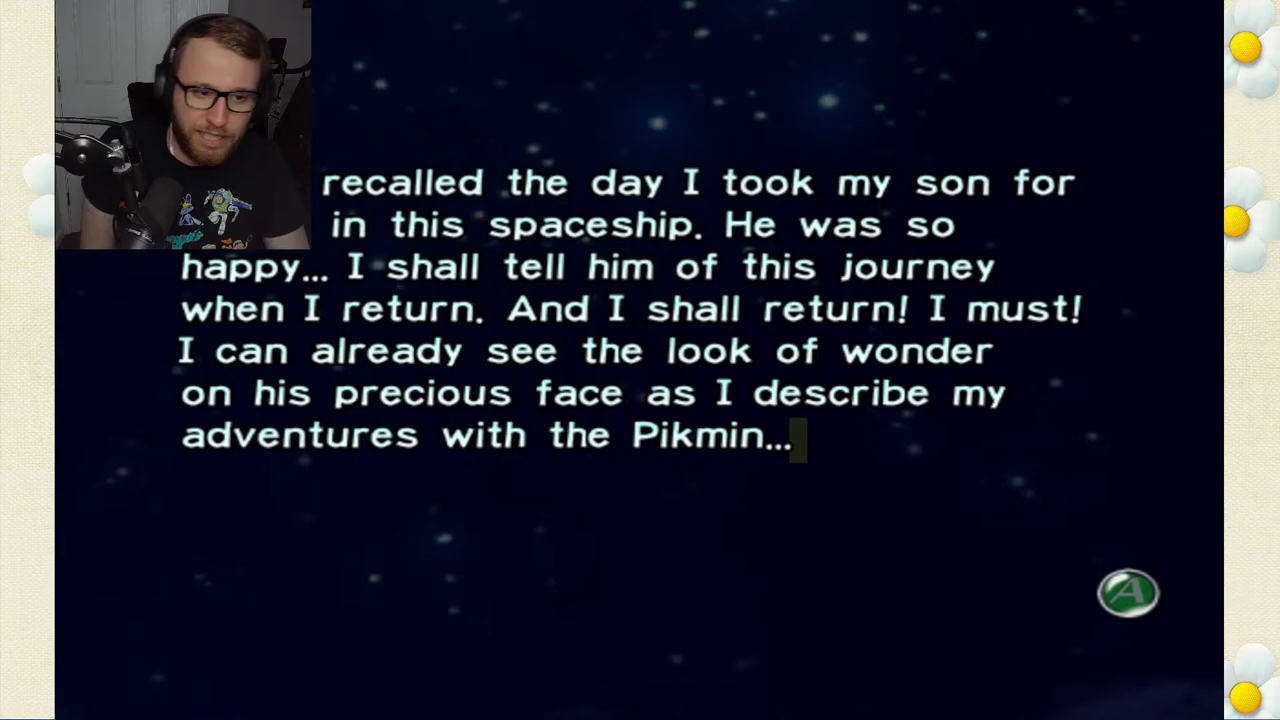 recalled the day I took my son for
in this spaceship. He was so
happy... I shall tell him of this journey
when I return. And I shall return! I must!
I can already see the look of wonder
on his precious face as I describe my
adventures with the Pikmin...
A